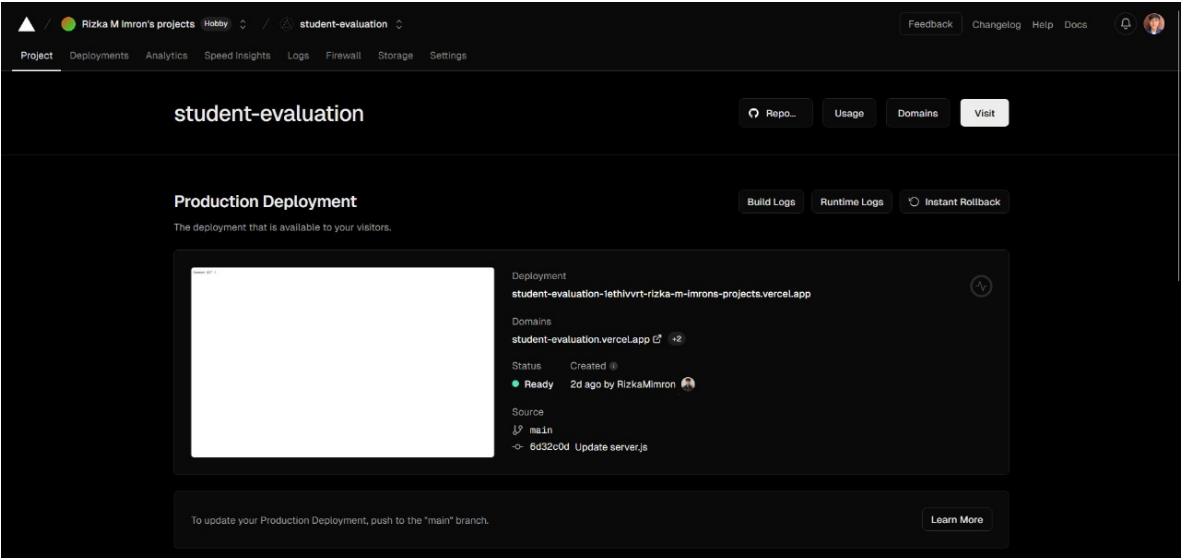 Rizka M Imron's projects Hobby / student-evaluation Feedback Changelog Help Docs
Project Deployments Analytics Speed Insights Logs Firewall Storage Settings
student-evaluation
Repo... Usage Domains Visit
Production Deployment
Build Logs Runtime Logs Instant Rollback
The deployment that is available to your visitors.
Deployment
student-evaluation-1ethivvrt-rizka-m-imrons-projects.vercel.app
Domains
student-evaluation.vercel.app +2
Status Created
Ready 2d ago by RizkaMimron
Source
main
6d32c0d Update server.js
To update your Production Deployment, push to the "main" branch.
Learn More